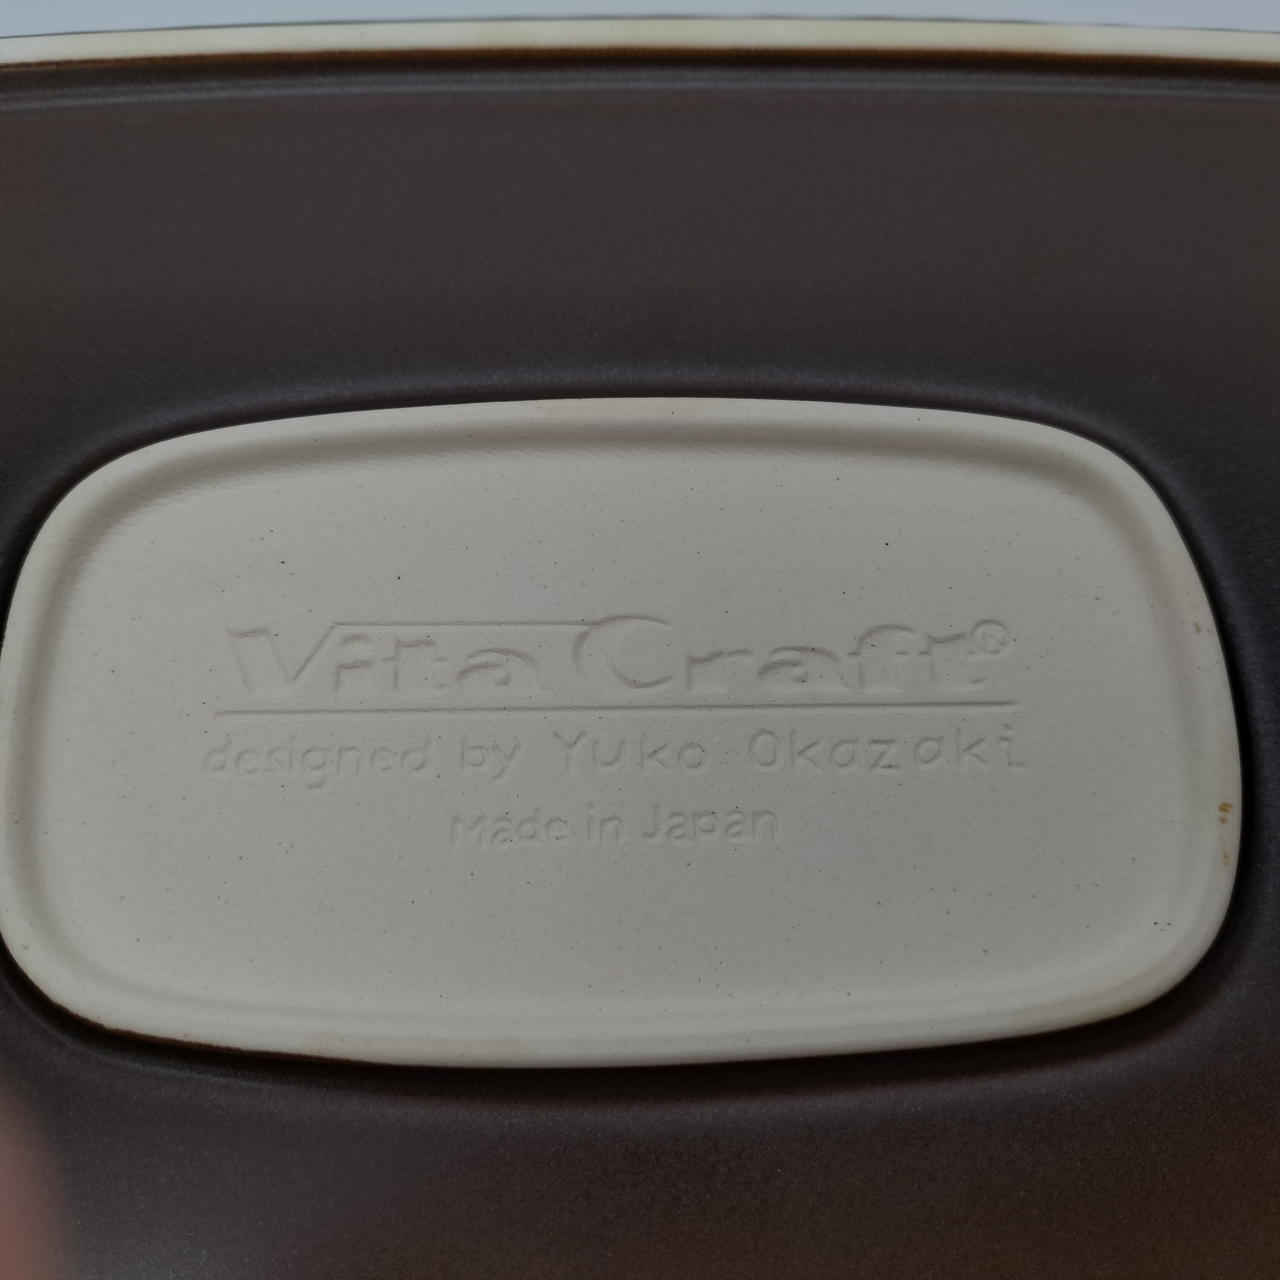 Vita Craft®
designed by Yuko Okazaki
Made in Japan